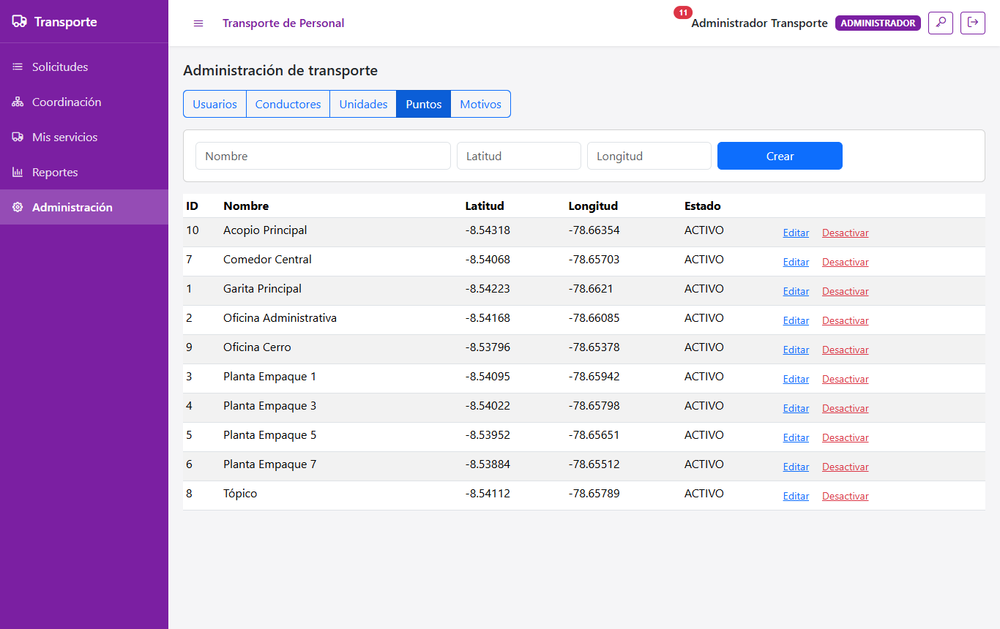 Transporte
Transporte de Personal
11
Administrador Transporte
ADMINISTRADOR
Solicitudes
Coordinación
Mis servicios
Reportes
Administración
Administración de transporte
Usuarios Conductores Unidades Puntos Motivos
Nombre Latitud Longitud Crear
ID Nombre Latitud Longitud Estado
10 Acopio Principal -8.54318 -78.66354 ACTIVO Editar Desactivar
7 Comedor Central -8.54068 -78.65703 ACTIVO Editar Desactivar
1 Garita Principal -8.54223 -78.6621 ACTIVO Editar Desactivar
2 Oficina Administrativa -8.54168 -78.66085 ACTIVO Editar Desactivar
9 Oficina Cerro -8.53796 -78.65378 ACTIVO Editar Desactivar
3 Planta Empaque 1 -8.54095 -78.65942 ACTIVO Editar Desactivar
4 Planta Empaque 3 -8.54022 -78.65798 ACTIVO Editar Desactivar
5 Planta Empaque 5 -8.53952 -78.65651 ACTIVO Editar Desactivar
6 Planta Empaque 7 -8.53884 -78.65512 ACTIVO Editar Desactivar
8 Tópico -8.54112 -78.65789 ACTIVO Editar Desactivar